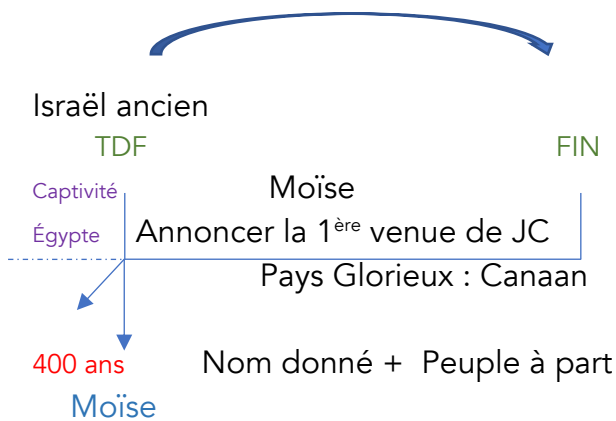 Israël ancien
TDF FIN
Captivité Moïse
Égypte Annoncer la 1ère venue de JC
Pays Glorieux : Canaan
400 ans Nom donné + Peuple à part
Moïse